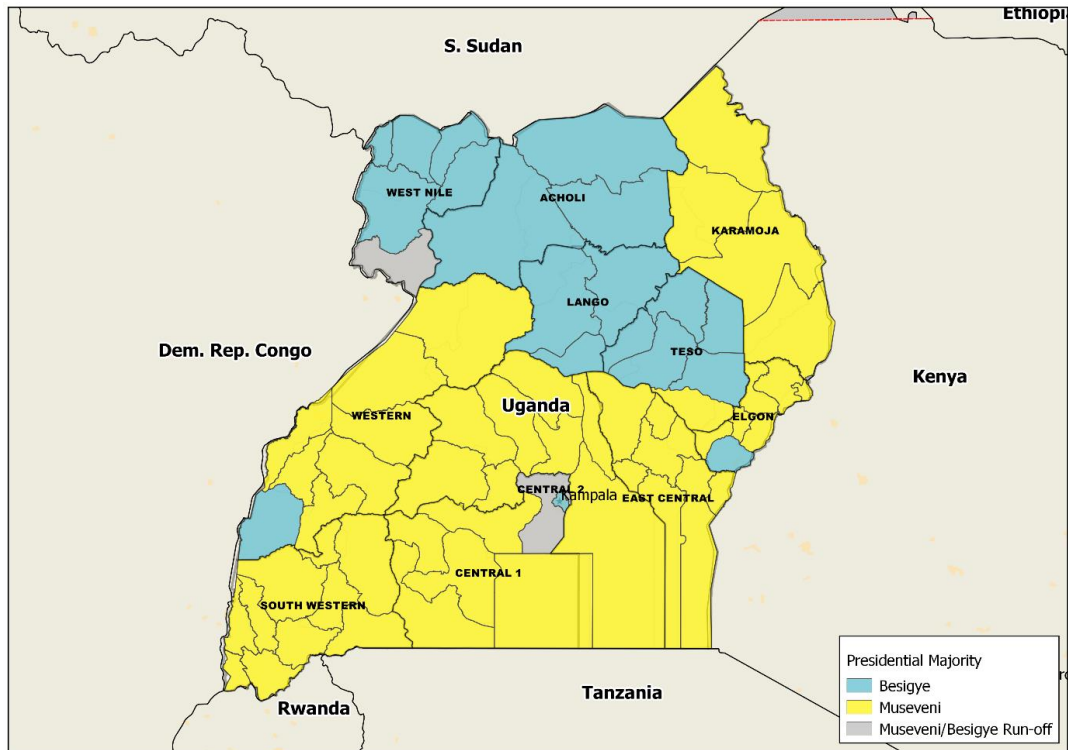 Ethiopia
S. Sudan
WEST NILE
ACHOLI
KARAMOJA
LANGO
TESO
Dem. Rep. Congo
Kenya
Uganda
WESTERN
ELGON
CENTRAL 2
Kampala
EAST CENTRAL
CENTRAL 1
SOUTH WESTERN
Rwanda
Tanzania
Presidential Majority
Besigye
Museveni
Museveni/Besigye Run-off